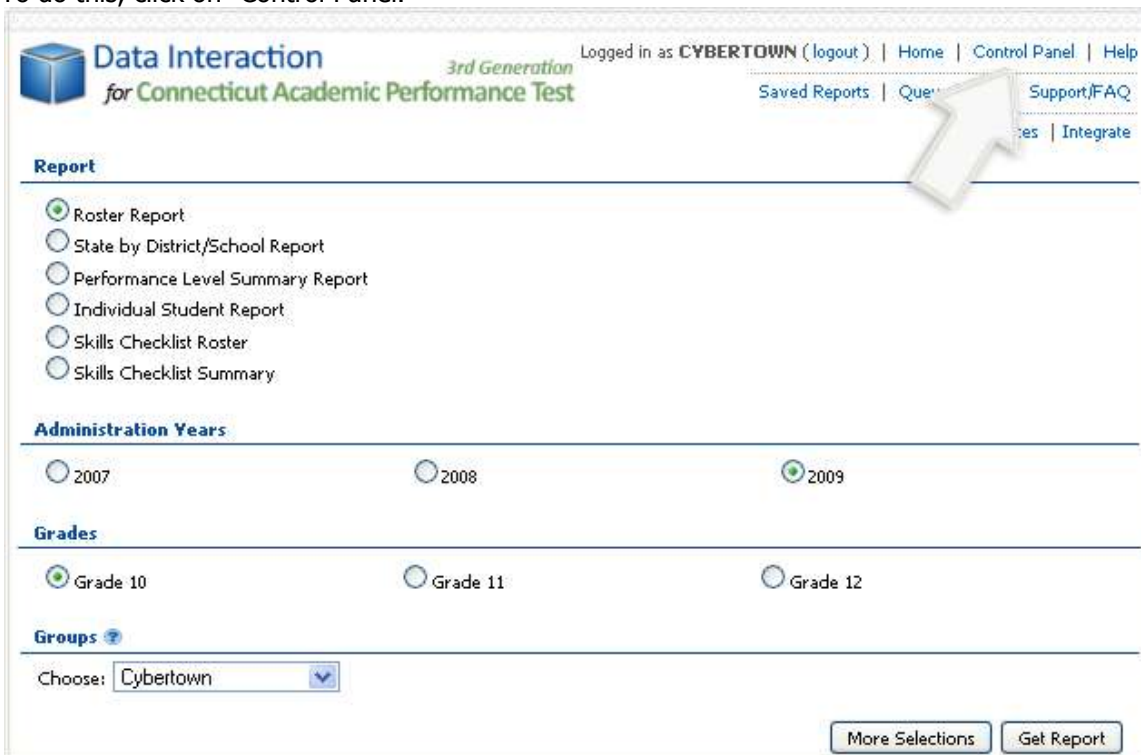 To do this, click on "Control Panel."
Data Interaction
3rd Generation
for Connecticut Academic Performance Test
Logged in as CYBERTOWN ( logout ) | Home | Control Panel | Help
Saved Reports | Support/FAQ
| Integrate
Report
Roster Report
State by District/School Report
Performance Level Summary Report
Individual Student Report
Skills Checklist Roster
Skills Checklist Summary
Administration Years
2007 2008 2009
Grades
Grade 10 Grade 11 Grade 12
Groups ?
Choose: Cybertown
More Selections Get Report